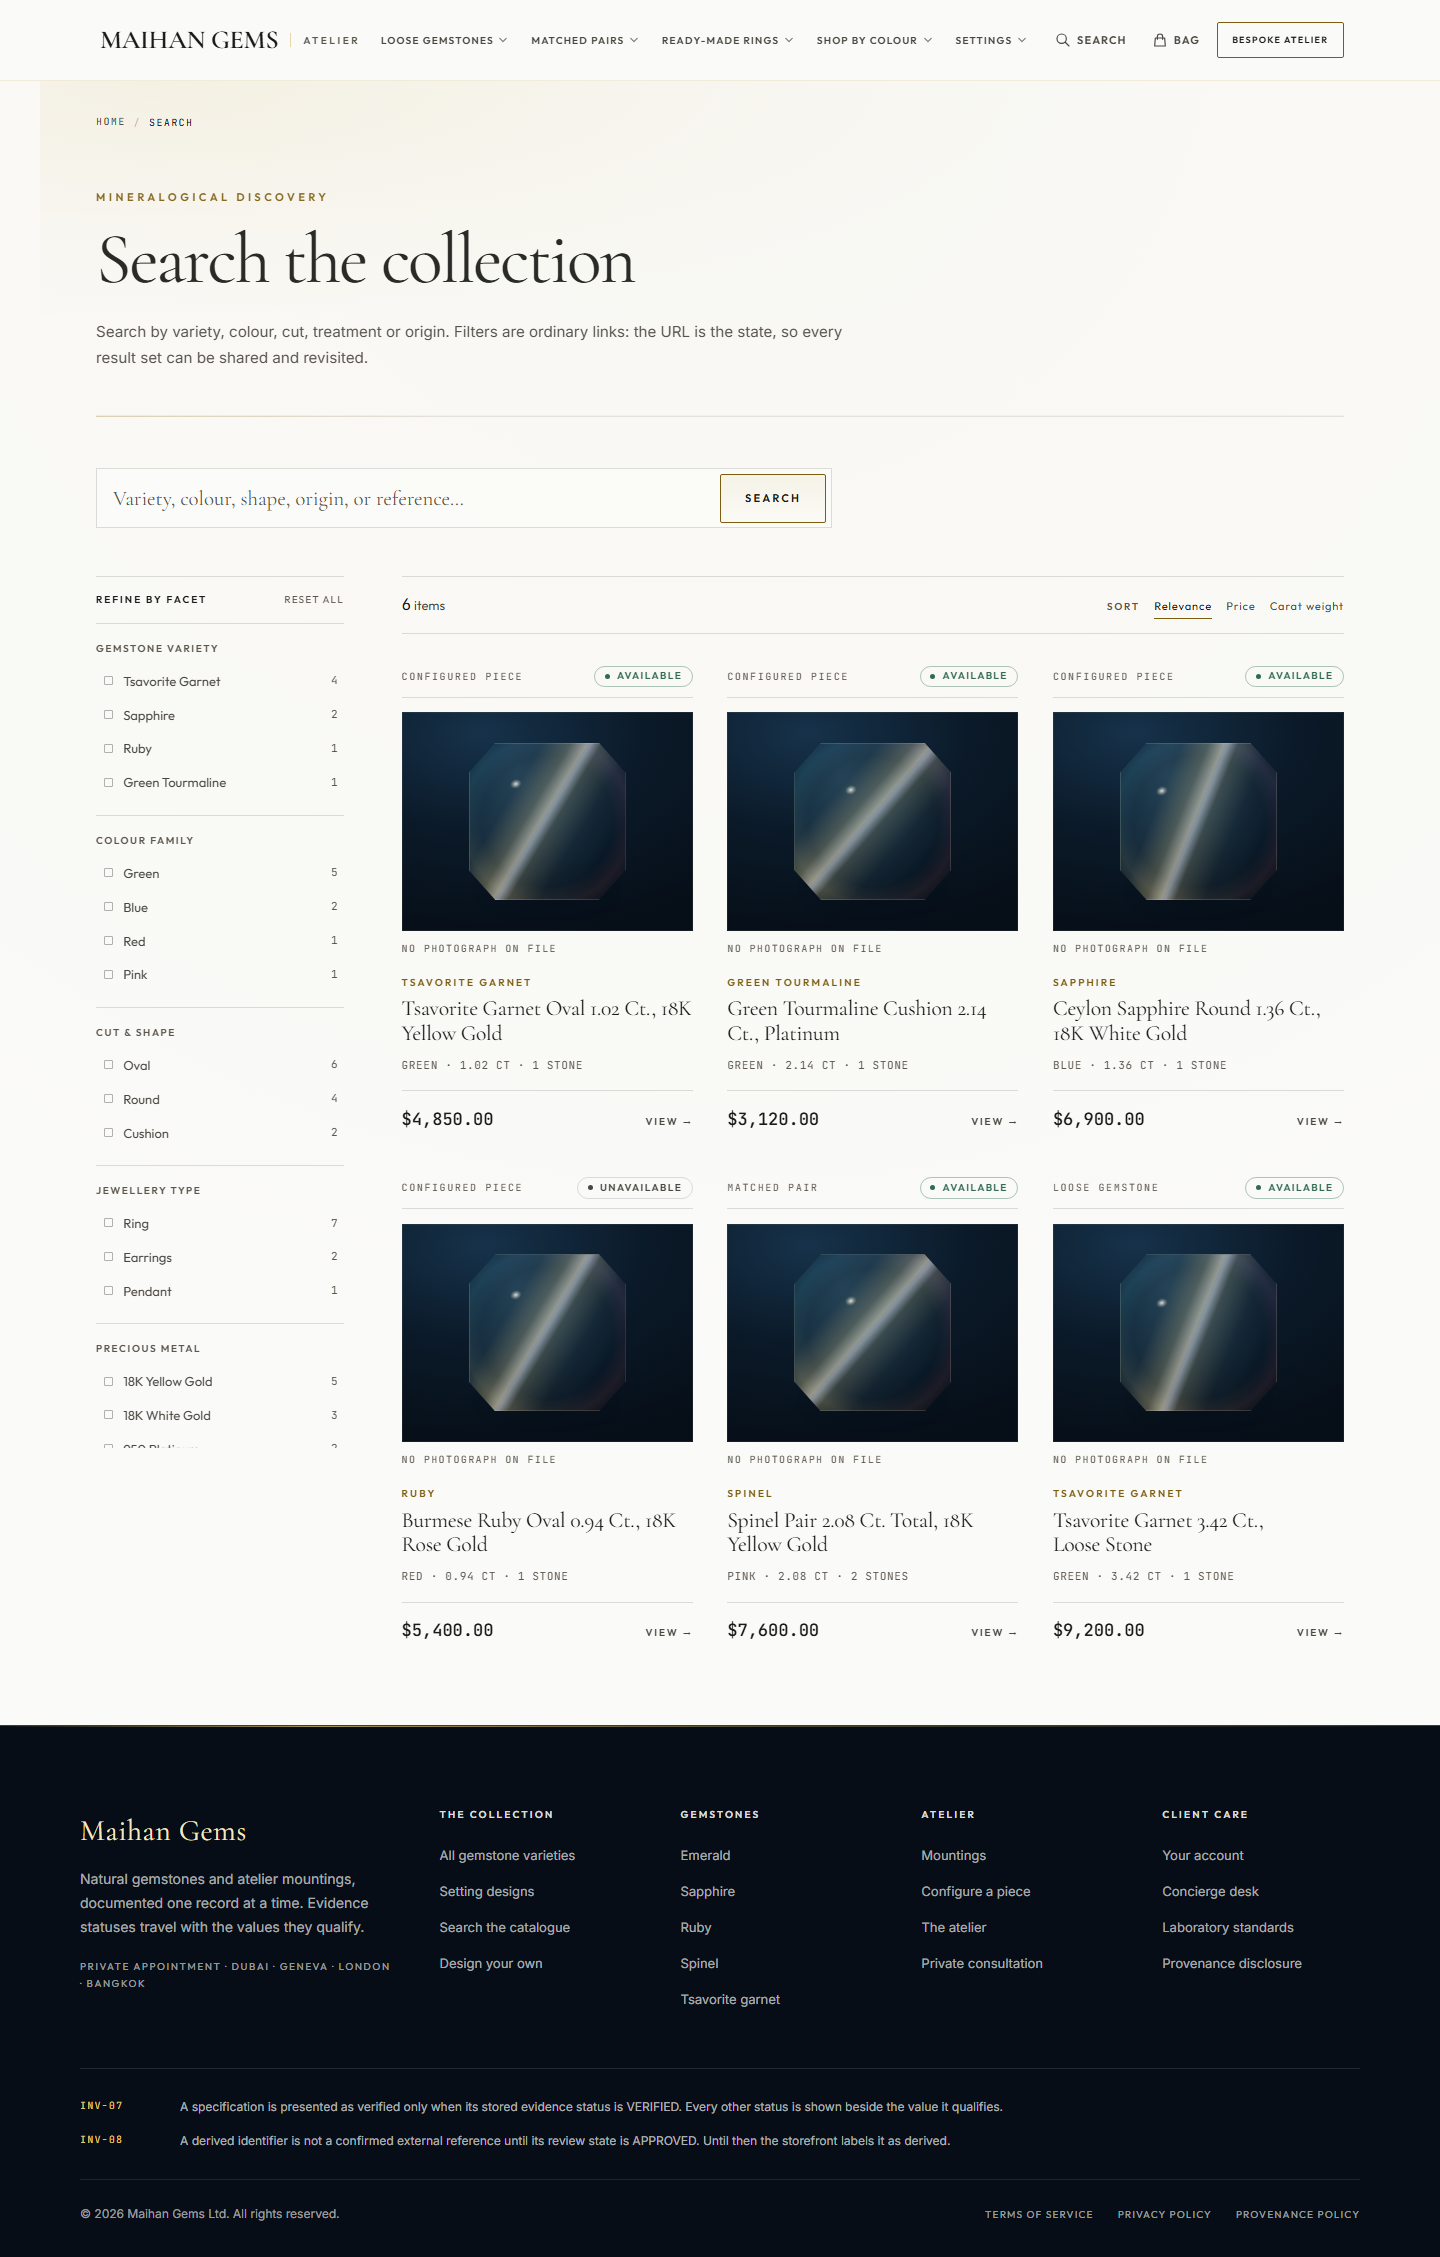 MAIHAN GEMS
ATELIER
LOOSE GEMSTONES
MATCHED PAIRS
READY-MADE RINGS
SHOP BY COLOUR
SETTINGS
SEARCH
BAG
BESPOKE ATELIER
HOME / SEARCH
MINERALOGICAL DISCOVERY
Search the collection
Search by variety, colour, cut, treatment or origin. Filters are ordinary links: the URL is the state, so every
result set can be shared and revisited.
Variety, colour, shape, origin, or reference...
SEARCH
REFINE BY FACET
RESET ALL
GEMSTONE VARIETY
Tsavorite Garnet 4
Sapphire 2
Ruby 1
Green Tourmaline 1
COLOUR FAMILY
Green 5
Blue 2
Red 1
Pink 1
CUT & SHAPE
Oval 6
Round 4
Cushion 2
JEWELLERY TYPE
Ring 7
Earrings 2
Pendant 1
PRECIOUS METAL
18K Yellow Gold 5
18K White Gold 3
6 items
SORT Relevance Price Carat weight
CONFIGURED PIECE
AVAILABLE
NO PHOTOGRAPH ON FILE
TSAVORITE GARNET
Tsavorite Garnet Oval 1.02 Ct., 18K
Yellow Gold
GREEN · 1.02 CT · 1 STONE
$4,850.00
VIEW →
CONFIGURED PIECE
AVAILABLE
NO PHOTOGRAPH ON FILE
GREEN TOURMALINE
Green Tourmaline Cushion 2.14
Ct., Platinum
GREEN · 2.14 CT · 1 STONE
$3,120.00
VIEW →
CONFIGURED PIECE
AVAILABLE
NO PHOTOGRAPH ON FILE
SAPPHIRE
Ceylon Sapphire Round 1.36 Ct.,
18K White Gold
BLUE · 1.36 CT · 1 STONE
$6,900.00
VIEW →
CONFIGURED PIECE
UNAVAILABLE
NO PHOTOGRAPH ON FILE
RUBY
Burmese Ruby Oval 0.94 Ct., 18K
Rose Gold
RED · 0.94 CT · 1 STONE
$5,400.00
VIEW →
MATCHED PAIR
AVAILABLE
NO PHOTOGRAPH ON FILE
SPINEL
Spinel Pair 2.08 Ct. Total, 18K
Yellow Gold
PINK · 2.08 CT · 2 STONES
$7,600.00
VIEW →
LOOSE GEMSTONE
AVAILABLE
NO PHOTOGRAPH ON FILE
TSAVORITE GARNET
Tsavorite Garnet 3.42 Ct.,
Loose Stone
GREEN · 3.42 CT · 1 STONE
$9,200.00
VIEW →
Maihan Gems
Natural gemstones and atelier mountings,
documented one record at a time. Evidence
statuses travel with the values they qualify.
PRIVATE APPOINTMENT · DUBAI · GENEVA · LONDON
· BANGKOK
THE COLLECTION
All gemstone varieties
Setting designs
Search the catalogue
Design your own
GEMSTONES
Emerald
Sapphire
Ruby
Spinel
Tsavorite garnet
ATELIER
Mountings
Configure a piece
The atelier
Private consultation
CLIENT CARE
Your account
Concierge desk
Laboratory standards
Provenance disclosure
INV-07 A specification is presented as verified only when its stored evidence status is VERIFIED. Every other status is shown beside the value it qualifies.
INV-08 A derived identifier is not a confirmed external reference until its review state is APPROVED. Until then the storefront labels it as derived.
© 2026 Maihan Gems Ltd. All rights reserved.
TERMS OF SERVICE
PRIVACY POLICY
PROVENANCE POLICY